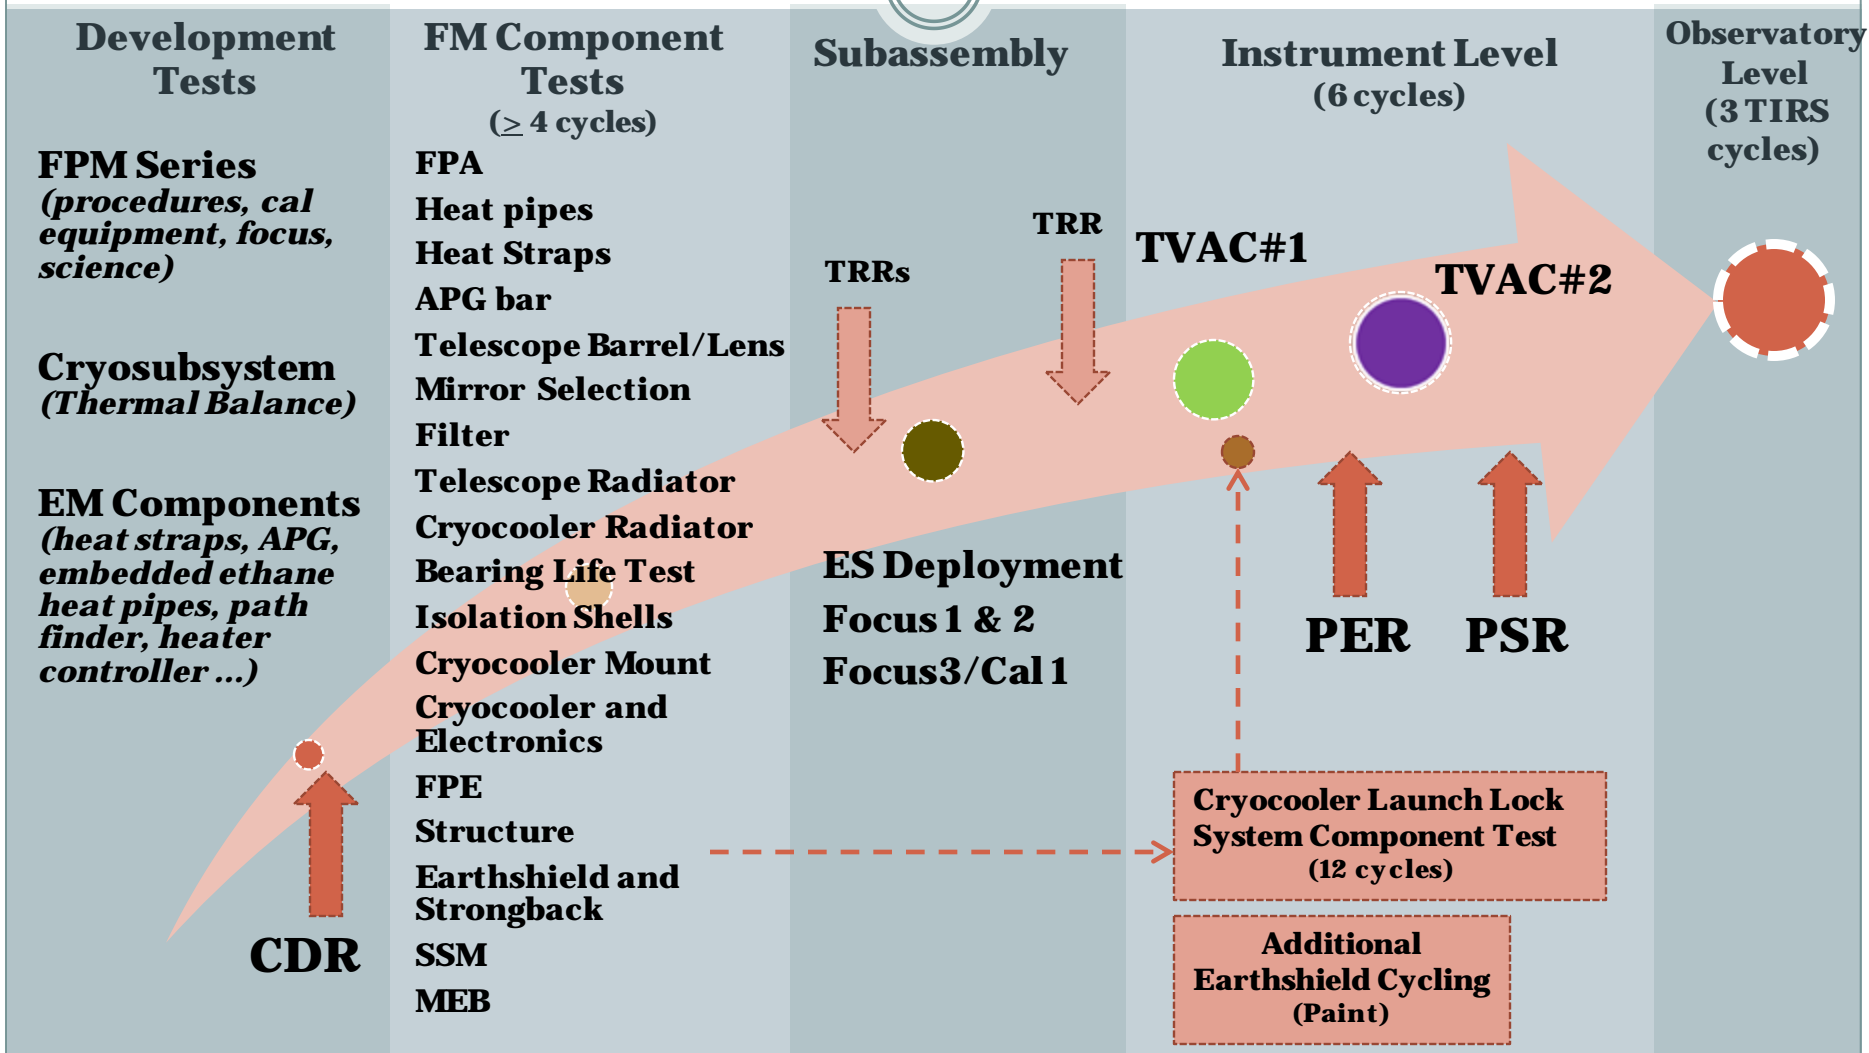 Development
Tests
FPM Series
(procedures, cal
equipment, focus,
science)
Cryosubsystem
(Thermal Balance)
EM Components
(heat straps, APG,
embedded ethane
heat pipes, path
finder, heater
controller ...)
CDR
FM Component
Tests
(≥ 4 cycles)
FPA
Heat pipes
Heat Straps
APG bar
Telescope Barrel/Lens
Mirror Selection
Filter
Telescope Radiator
Cryocooler Radiator
Bearing Life Test
Isolation Shells
Cryocooler Mount
Cryocooler and
Electronics
FPE
Structure
Earthshield and
Strongback
SSM
MEB
Subassembly
TRRs
TRR
ES Deployment
Focus 1 & 2
Focus3/Cal 1
Instrument Level
(6 cycles)
TVAC#1
TVAC#2
PER
PSR
Cryocooler Launch Lock
System Component Test
(12 cycles)
Additional
Earthshield Cycling
(Paint)
Observatory
Level
(3 TIRS
cycles)